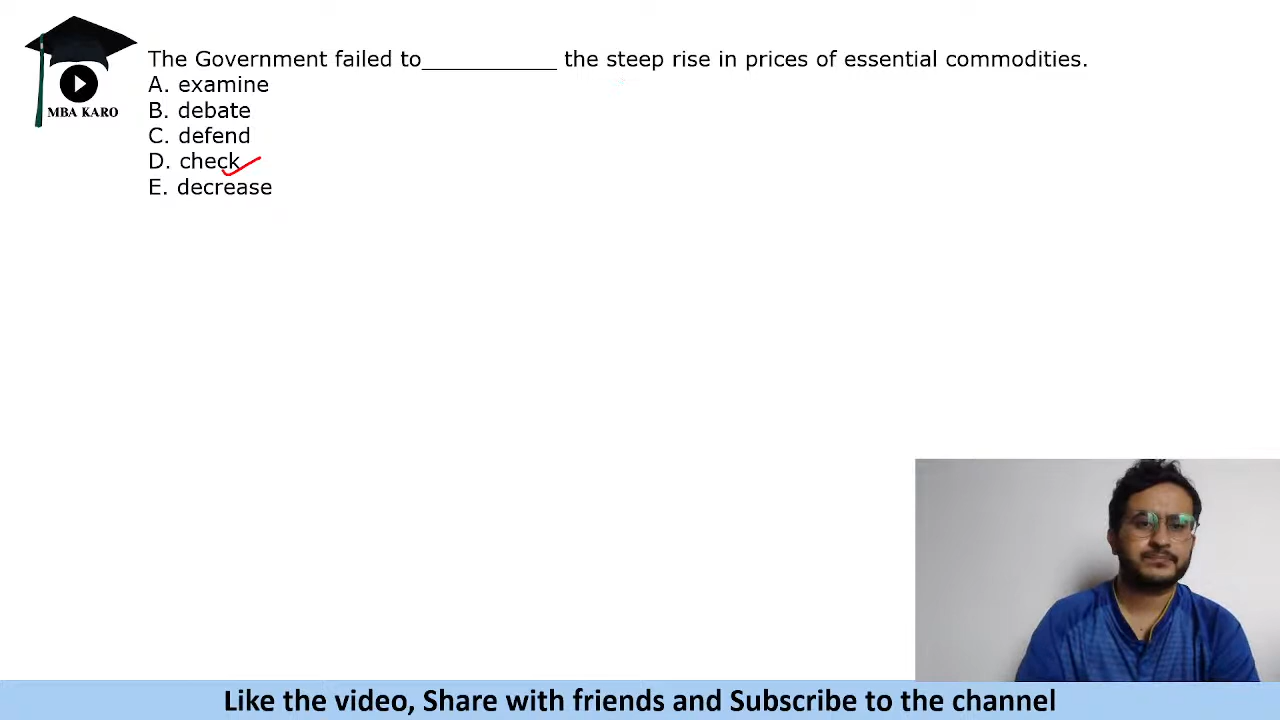 The Government failed to____________ the steep rise in prices of essential commodities.
A. examine
B. debate
C. defend
D. check
E. decrease
MBA KARO
Like the video, Share with friends and Subscribe to the channel